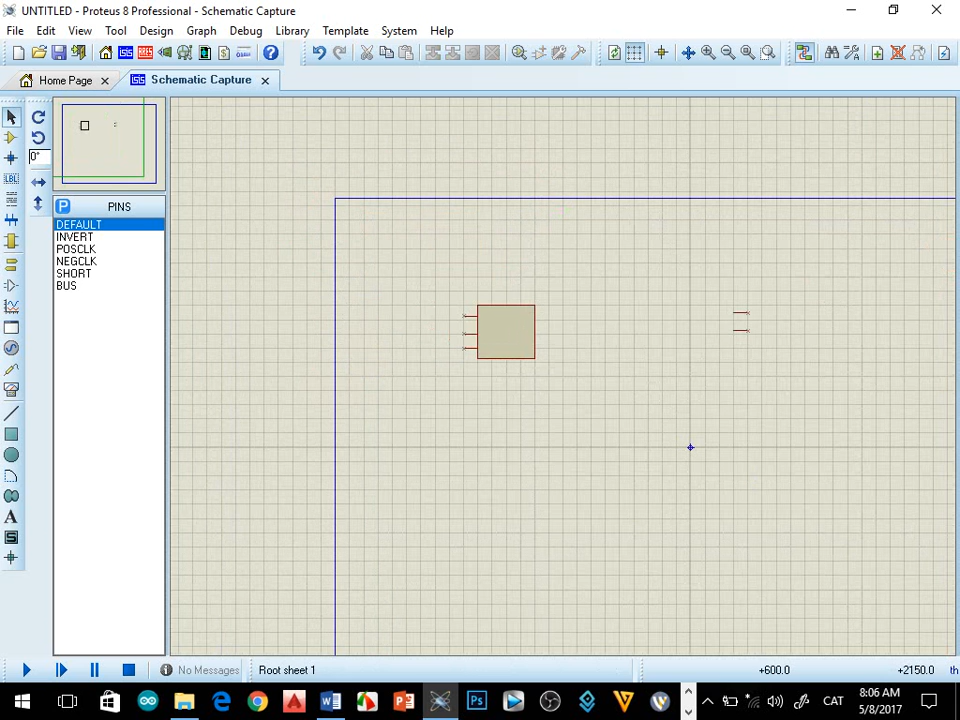 UNTITLED - Proteus 8 Professional - Schematic Capture
File Edit View Tool Design Graph Debug Library Template System Help
Home Page
Schematic Capture
0°
LBL
P PINS
DEFAULT
INVERT
POSCLK
NEGCLK
SHORT
BUS
A
S
No Messages
Root sheet 1
+600.0
+2150.0
th
CAT
8:06 AM
5/8/2017